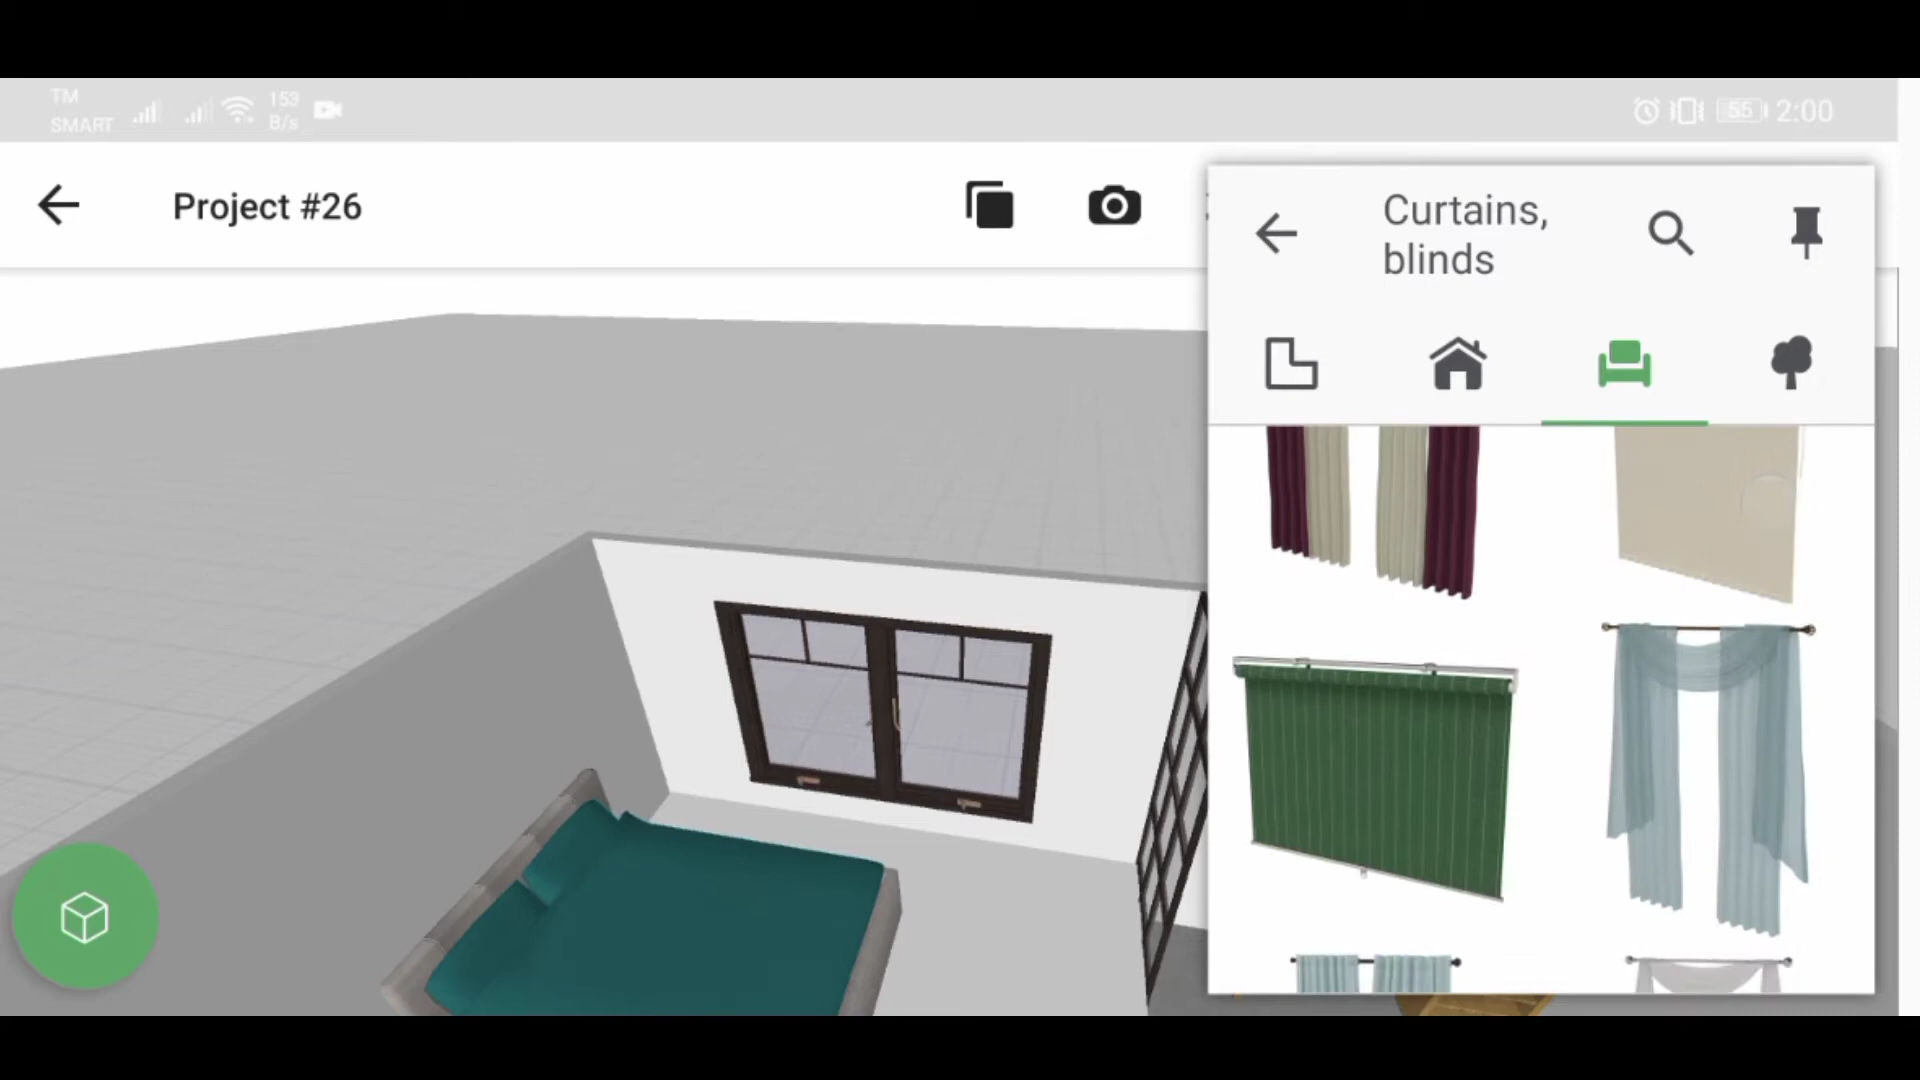 TM
SMART
153
B/s
55
2:00
Project #26
Curtains,
blinds